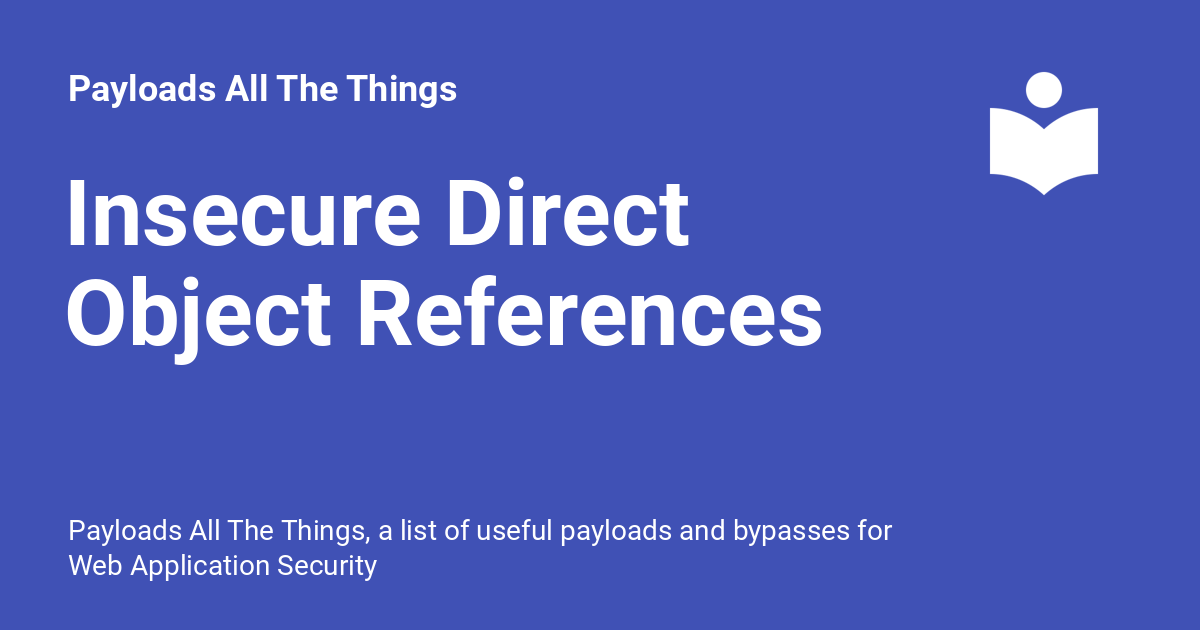 Payloads All The Things
Insecure Direct
Object References
Payloads All The Things, a list of useful payloads and bypasses for
Web Application Security